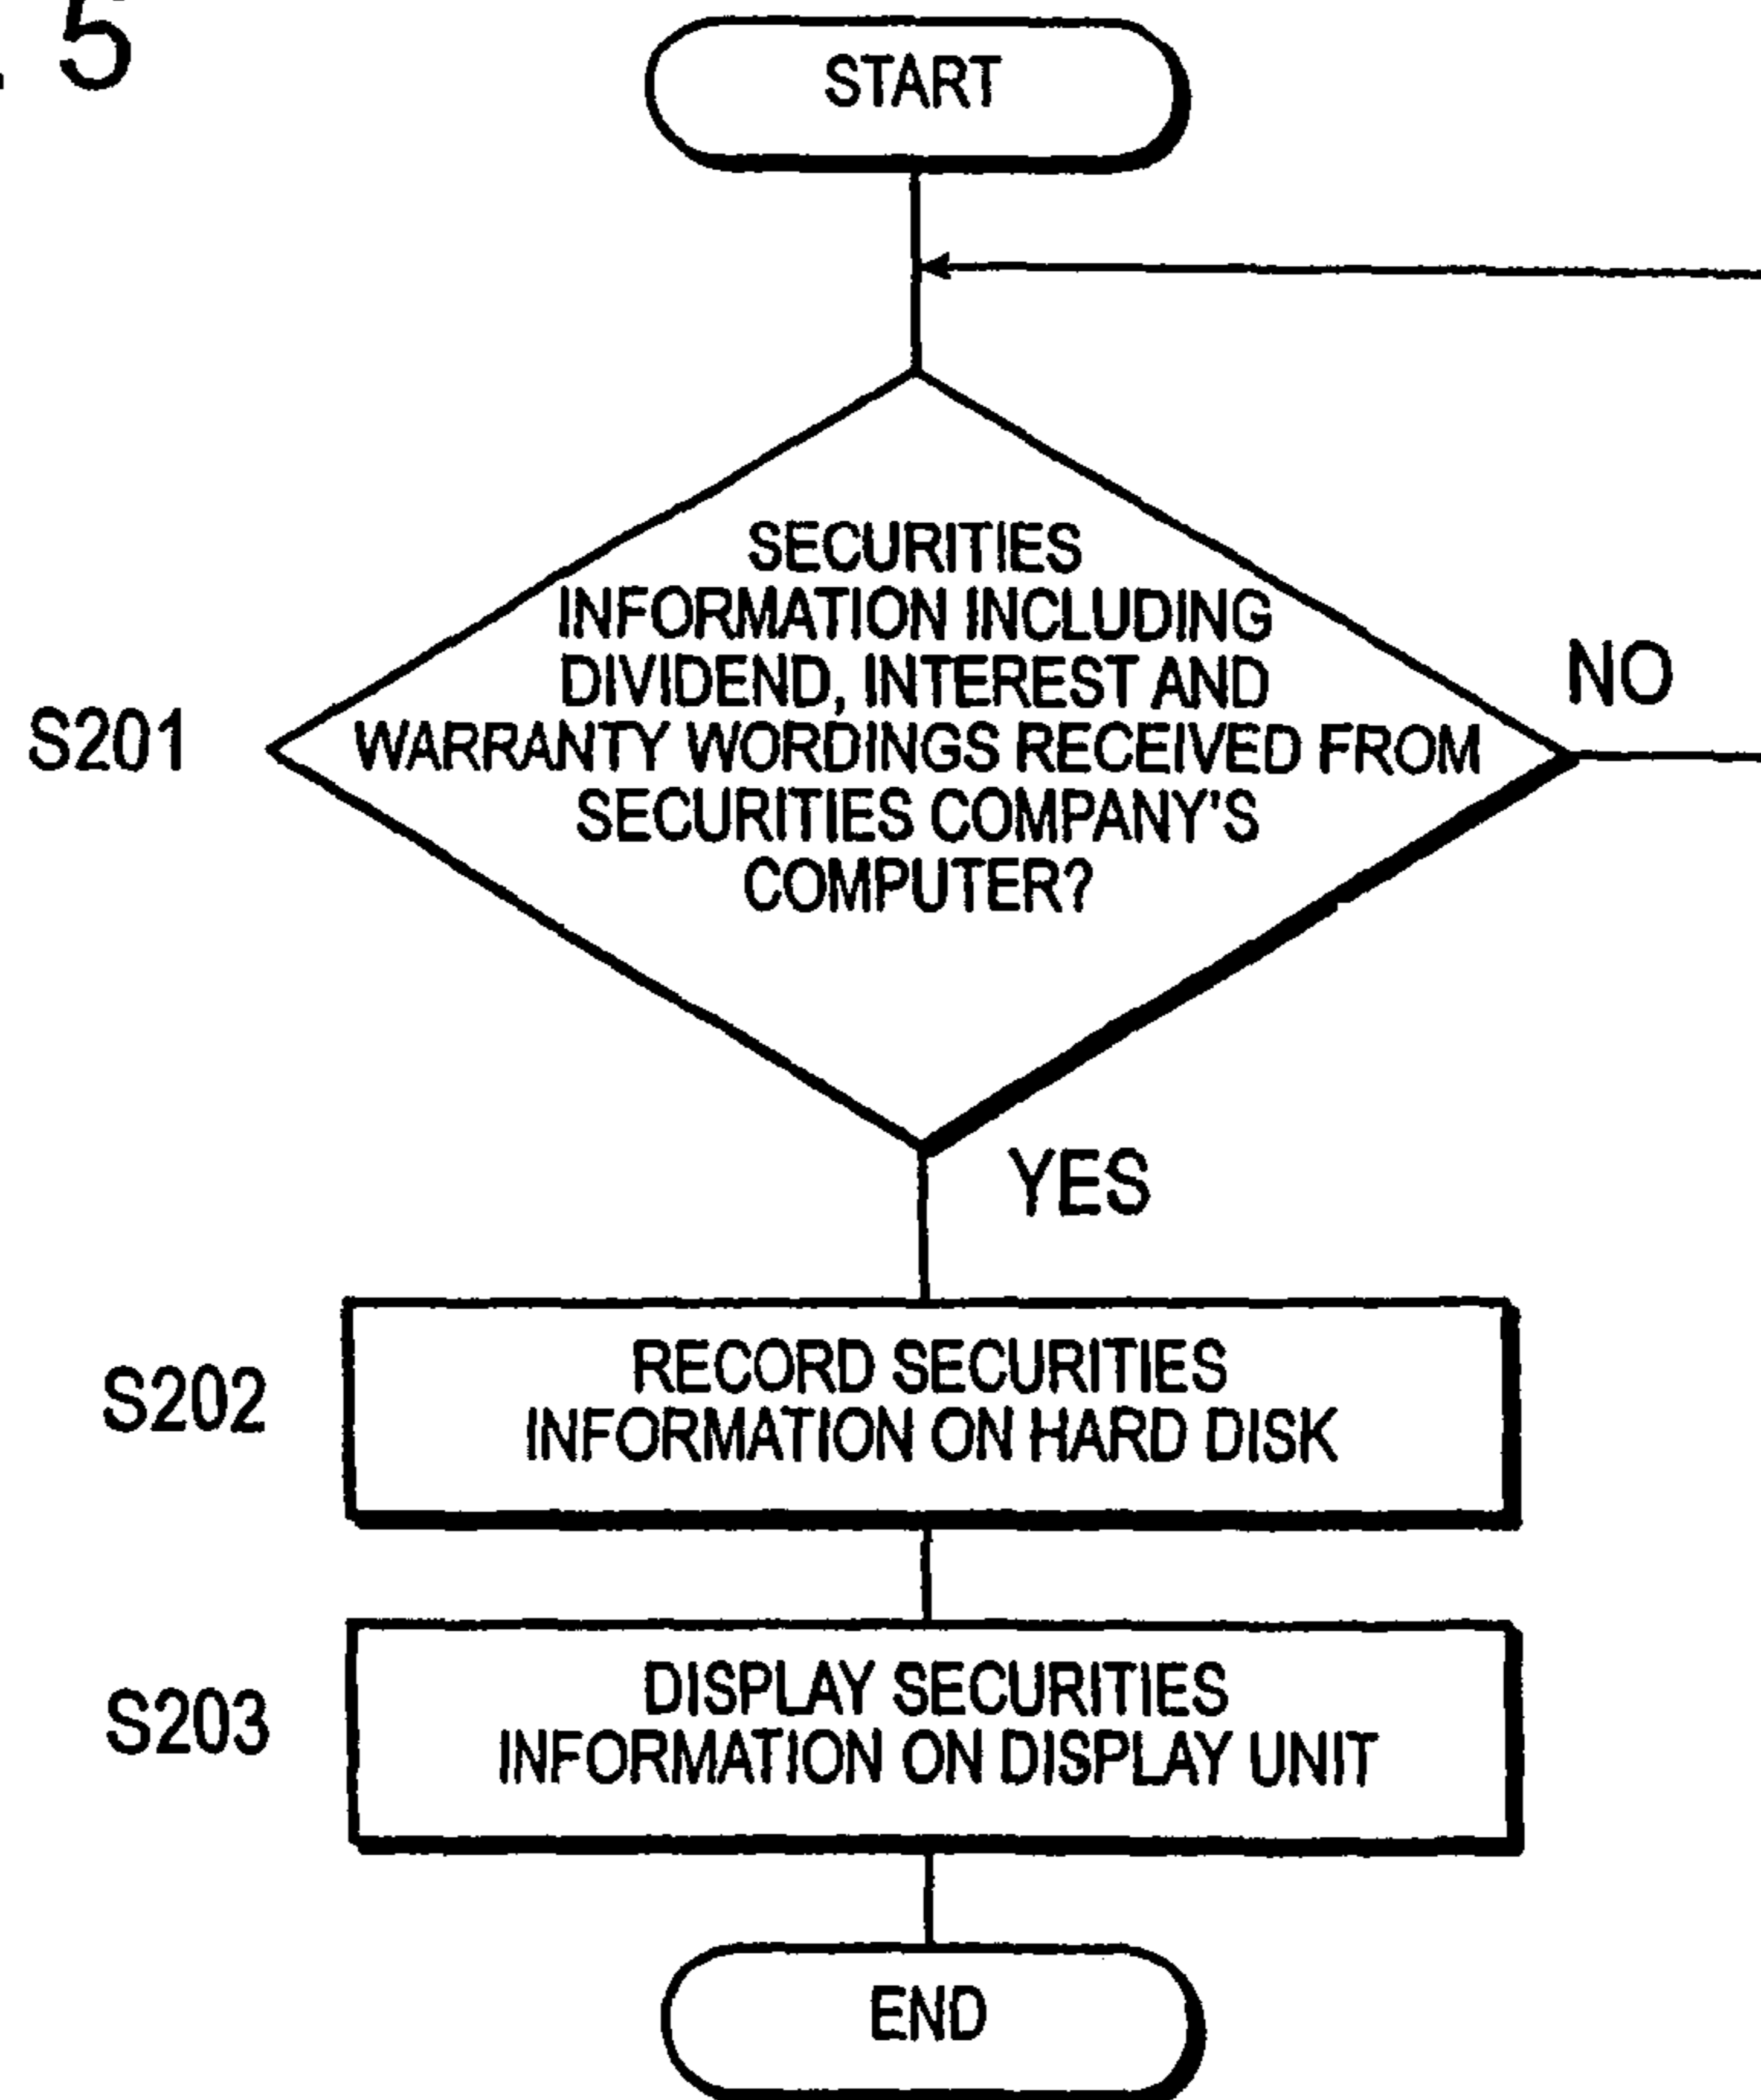 5
START
SECURITIES
INFORMATION INCLUDING
DIVIDEND, INTEREST AND
NO
S201
WARRANTY WORDINGS RECEIVED FROM
SECURITIES COMPANY'S
COMPUTER?
YES
S202
RECORD SECURITIES
INFORMATION ON HARD DISK
S203
DISPLAY SECURITIES
INFORMATION ON DISPLAY UNIT
END